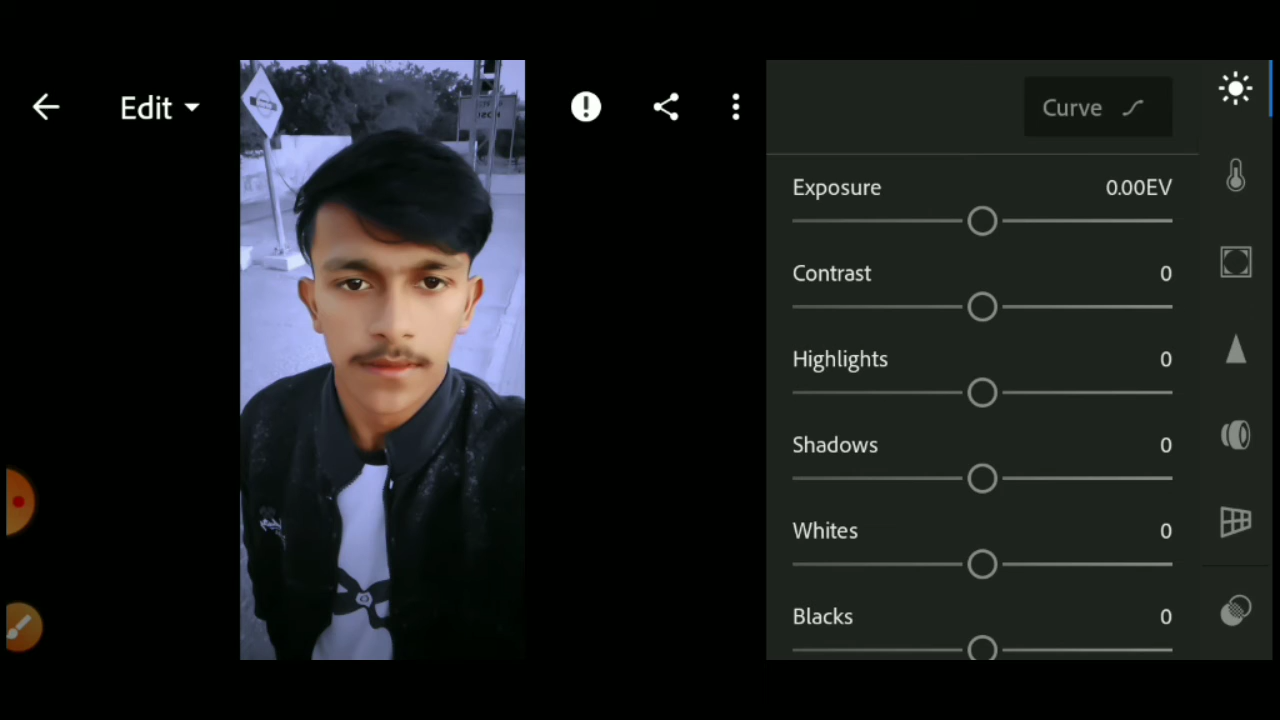 Edit
Curve
Exposure 0.00EV
Contrast 0
Highlights 0
Shadows 0
Whites 0
Blacks 0